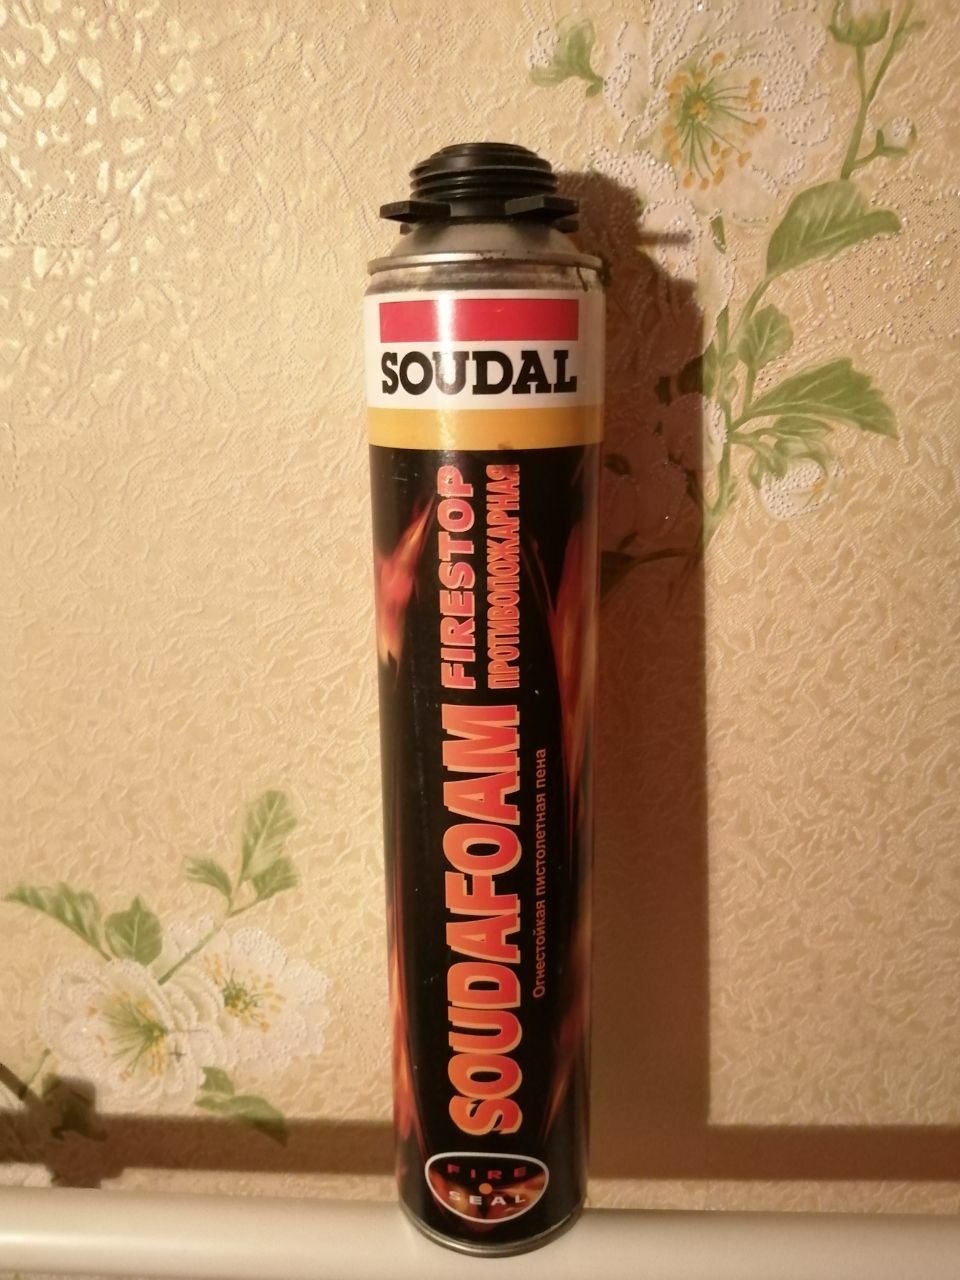 SOUDAL
SOUDAFOAM FIRESTOP
ПРОТИВОПОЖАРНАЯ
Огнестойкая пистолетная пена
FIRE
SEAL